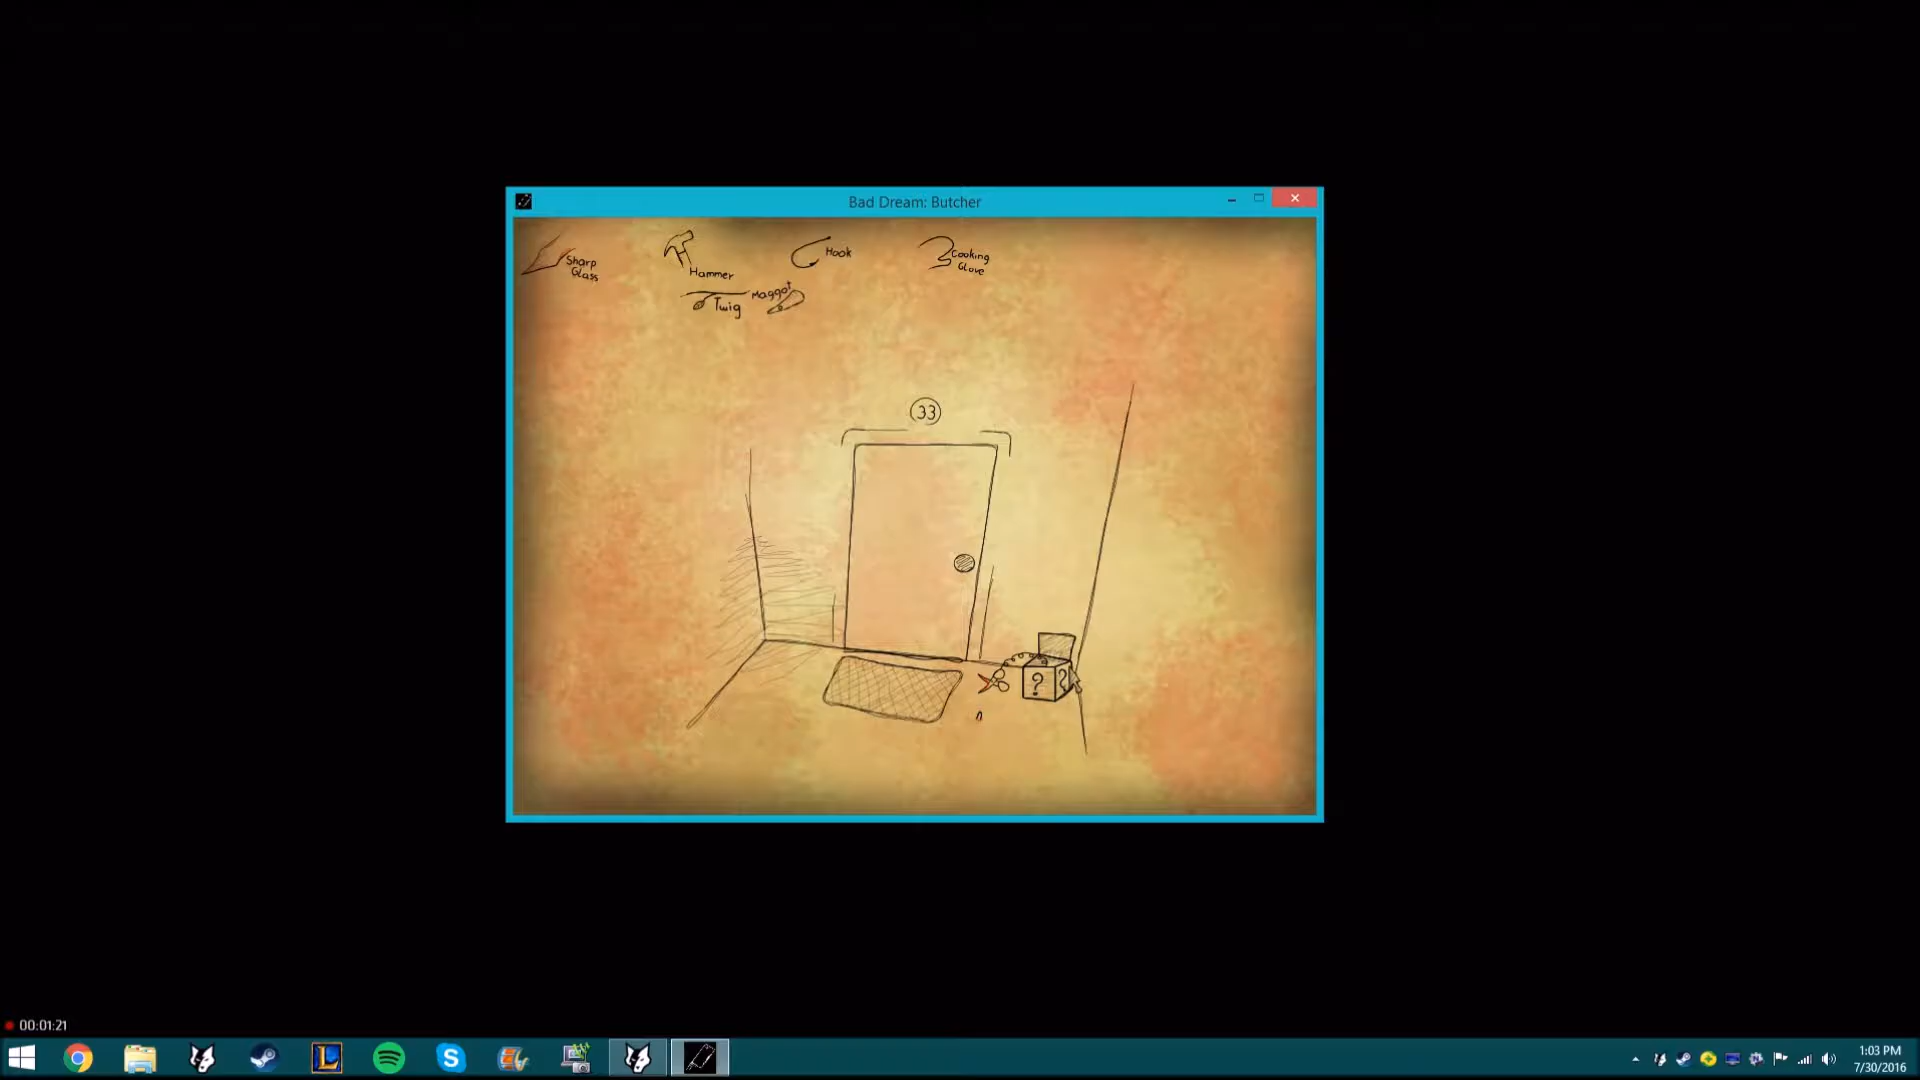 Bad Dream: Butcher
Sharp
Glass
Hammer
Hook
Cooking
Glove
Twig
Maggot
33
? ?
00:01:21
1:03 PM
7/30/2016